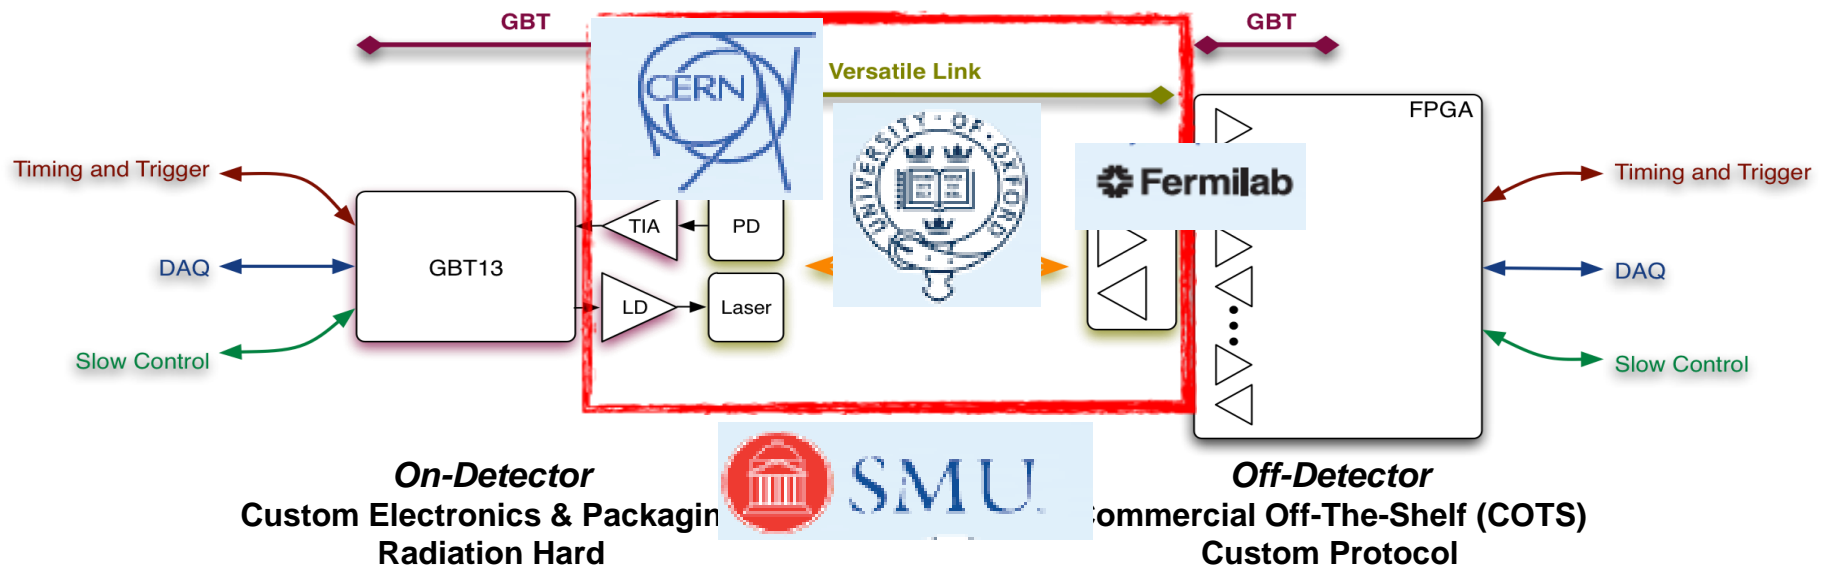 GBT
GBT
Versatile Link
CERN
UNIVERSITY · OF · OXFORD
FPGA
Fermilab
Timing and Trigger
Timing and Trigger
TIA
PD
GBT13
DAQ
DAQ
LD
Laser
Slow Control
Slow Control
SMU
On-Detector
Off-Detector
Custom Electronics & Packagin
ommercial Off-The-Shelf (COTS)
Radiation Hard
Custom Protocol